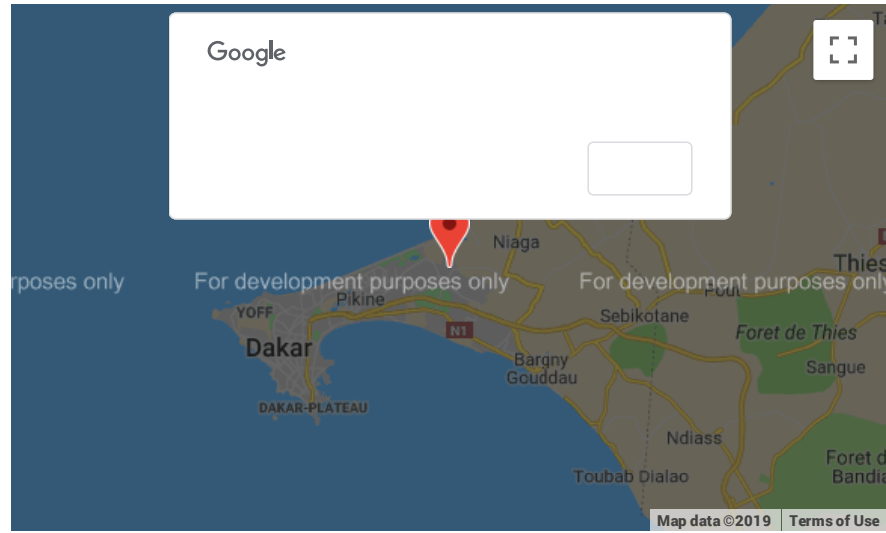 Google
Niaga
Thies
rposes only
For development purposes only
For development purposes only
Pout
Pikine
YOFF
Sebikotane
N1
Foret de Thies
Dakar
Bargny
Gouddau
Sangue
DAKAR-PLATEAU
Ndiass
Foret d
Bandia
Toubab Dialao
Map data ©2019
Terms of Use